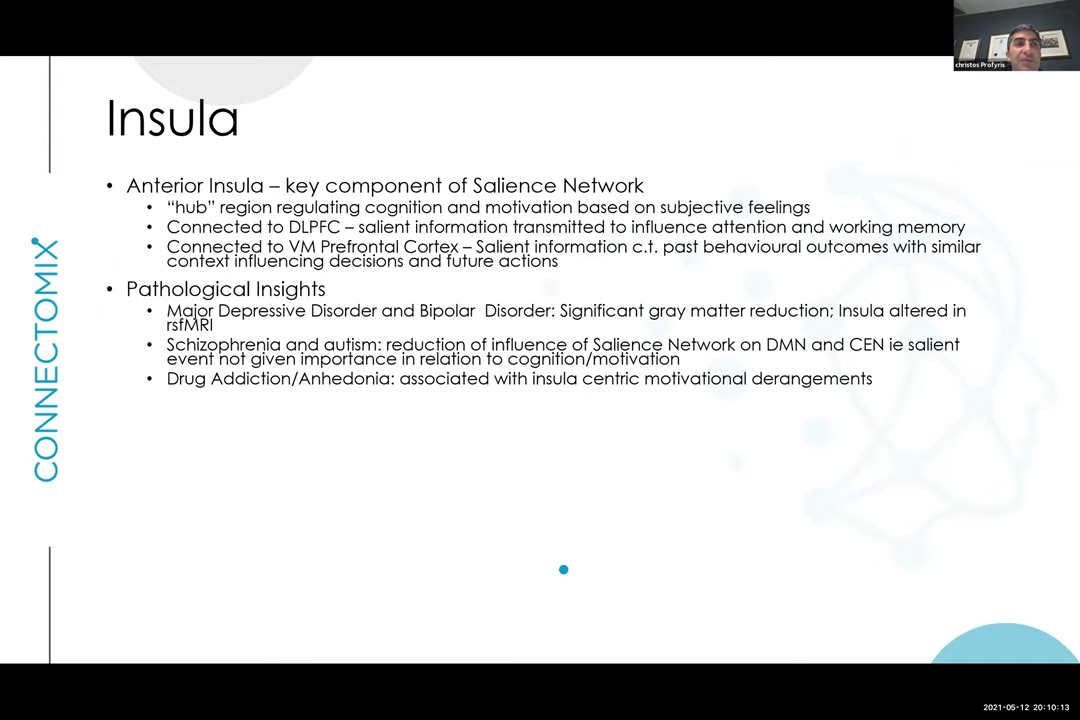 christos Profyris
Insula
• Anterior Insula – key component of Salience Network
• “hub” region regulating cognition and motivation based on subjective feelings
• Connected to DLPFC – salient information transmitted to influence attention and working memory
• Connected to VM Prefrontal Cortex – Salient information c.t. past behavioural outcomes with similar
context influencing decisions and future actions
• Pathological Insights
• Major Depressive Disorder and Bipolar  Disorder: Significant gray matter reduction; Insula altered in
rsfMRI
• Schizophrenia and autism: reduction of influence of Salience Network on DMN and CEN ie salient
event not given importance in relation to cognition/motivation
• Drug Addiction/Anhedonia: associated with insula centric motivational derangements
CONNECTOMIX
2021-05-12 20:10:13